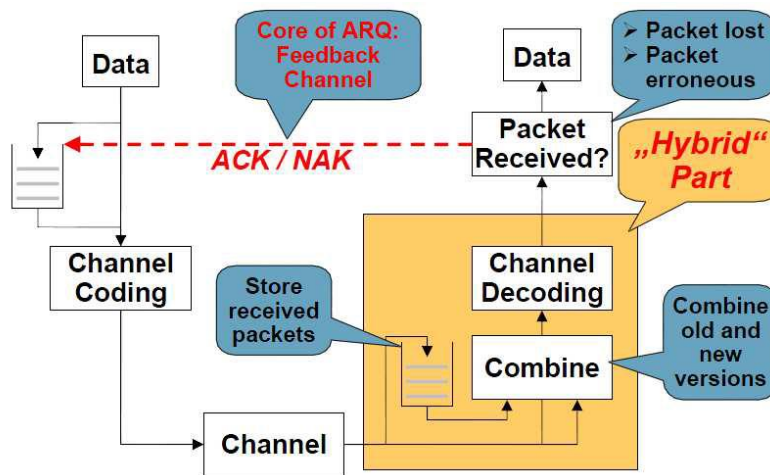 Core of ARQ:
Feedback
Channel
Data
Data
➢ Packet lost
➢ Packet
erroneous
ACK / NAK
Packet
Received?
„Hybrid“
Part
Channel
Coding
Store
received
packets
Channel
Decoding
Combine
old and
new
versions
Combine
Channel